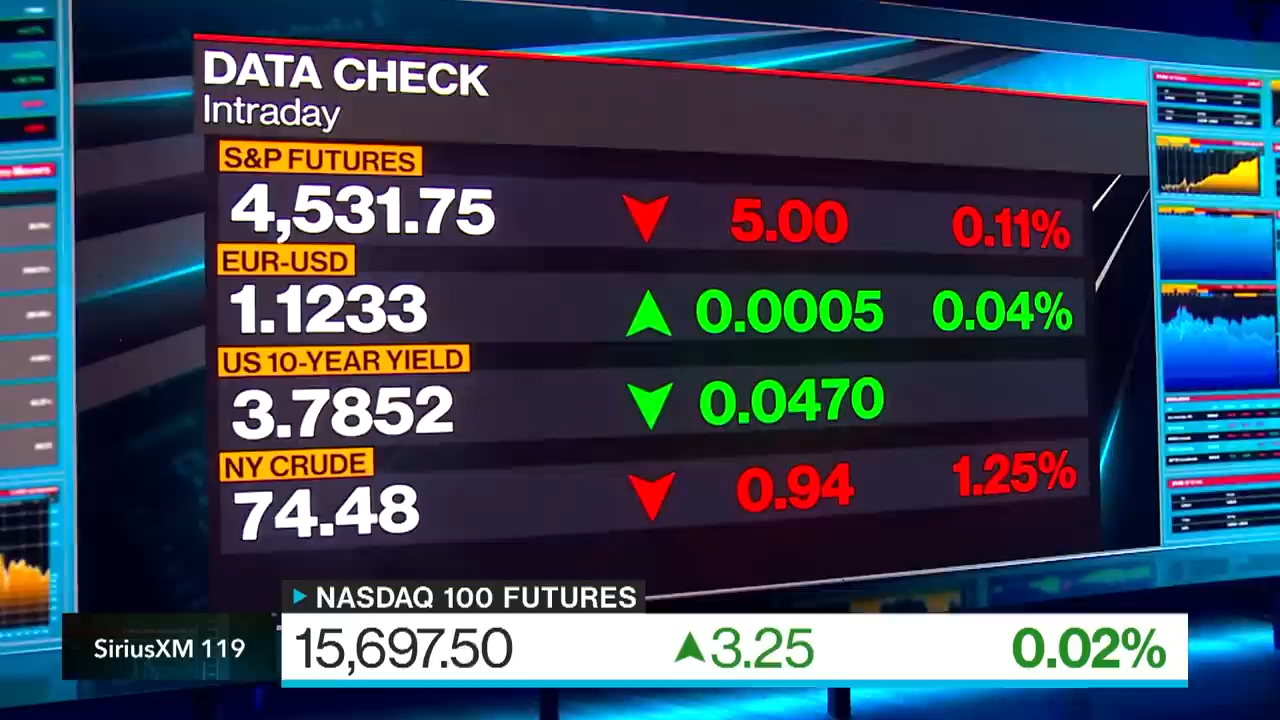 DATA CHECK
Intraday
S&P FUTURES
4,531.75 ▼ 5.00 0.11%
EUR-USD
1.1233 ▲ 0.0005 0.04%
US 10-YEAR YIELD
3.7852 ▼ 0.0470
NY CRUDE
74.48 ▼ 0.94 1.25%
▶ NASDAQ 100 FUTURES
SiriusXM 119 15,697.50 ▲3.25 0.02%